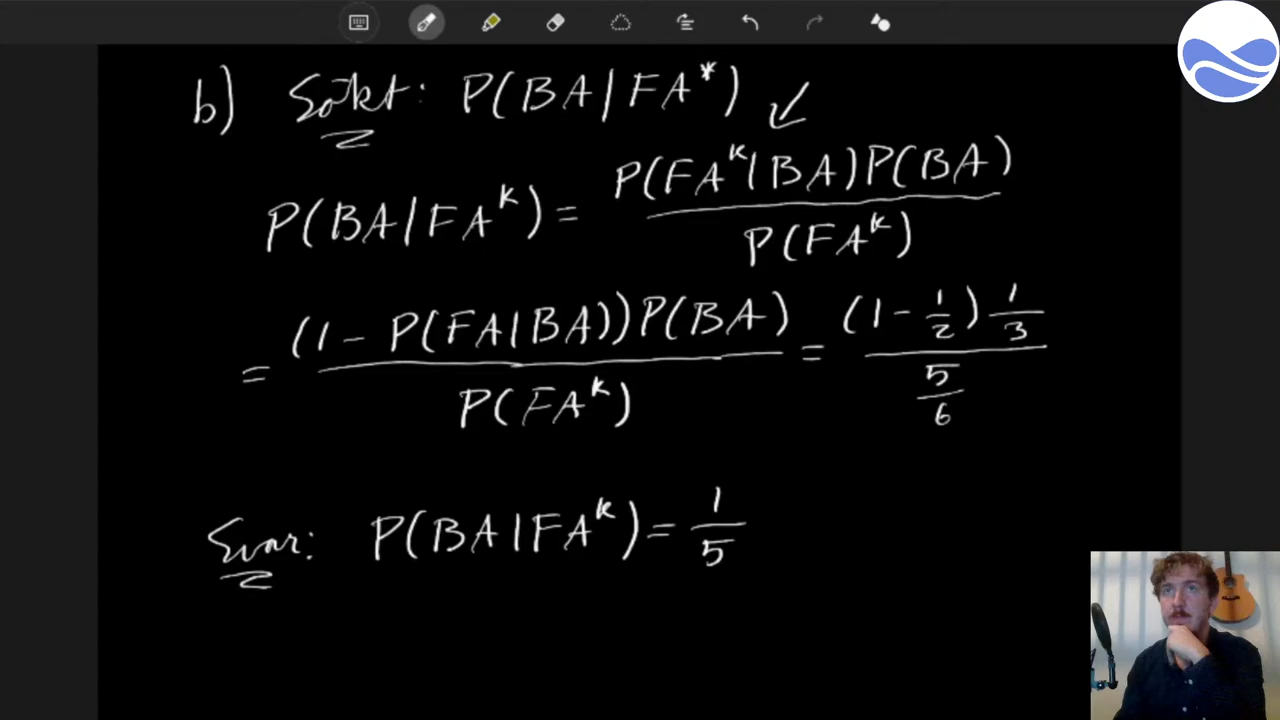 b) Sökt: P(BA|FA*)
P(BA|FA^k) = P(FA^k|BA)P(BA) / P(FA^k)
= (1 - P(FA|BA))P(BA) / P(FA^k) = (1 - 1/2) 1/3 / 5/6
Svar: P(BA|FA^k) = 1/5